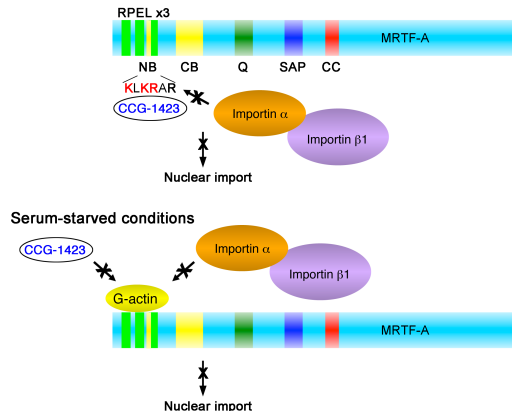 RPEL x3
MRTF-A
NB CB Q SAP CC
KLKRAR
CCG-1423
Importin α
Importin β1
Nuclear import
Serum-starved conditions
CCG-1423
Importin α
Importin β1
G-actin
MRTF-A
Nuclear import